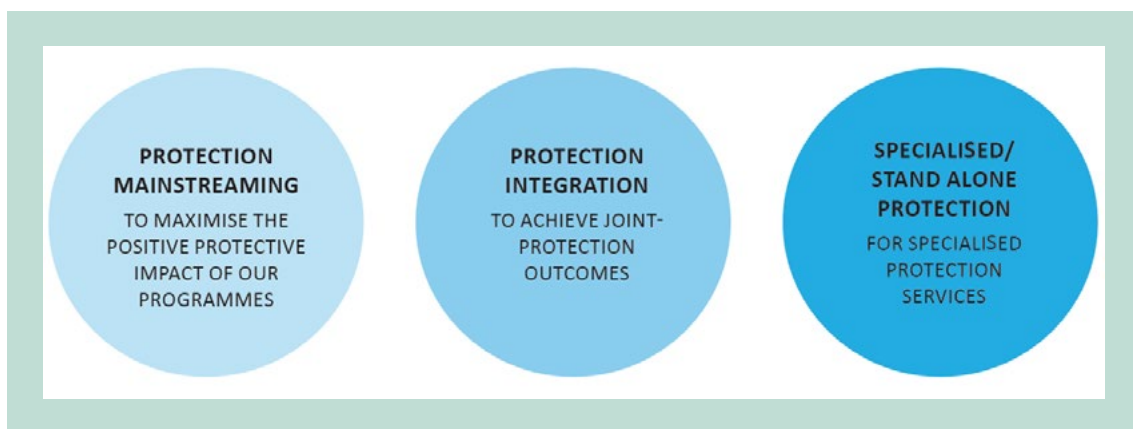 PROTECTION
MAINSTREAMING
TO MAXIMISE THE
POSITIVE PROTECTIVE
IMPACT OF OUR
PROGRAMMES
PROTECTION
INTEGRATION
TO ACHIEVE JOINT-
PROTECTION
OUTCOMES
SPECIALISED/
STAND ALONE
PROTECTION
FOR SPECIALISED
PROTECTION
SERVICES